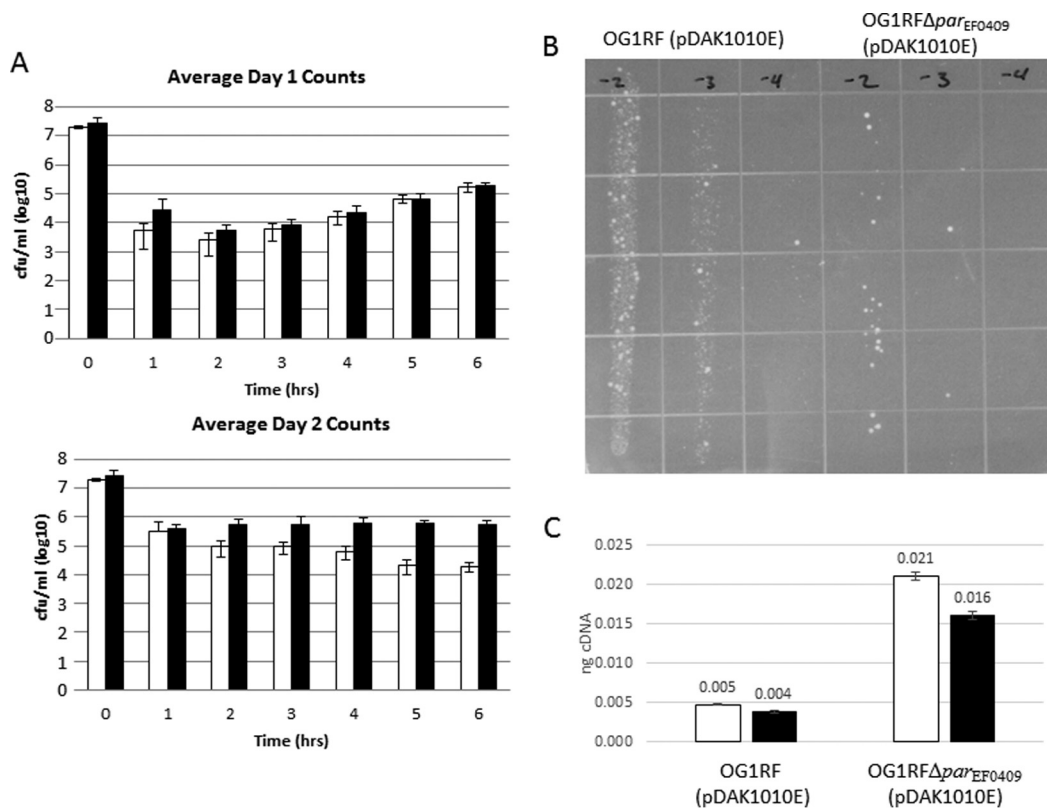 A
Average Day 1 Counts
cfu/ml (log10)
8
7
6
5
4
3
2
1
0
0 1 2 3 4 5 6
Time (hrs)
Average Day 2 Counts
cfu/ml (log10)
8
7
6
5
4
3
2
1
0
0 1 2 3 4 5 6
Time (hrs)
B
OG1RF (pDAK1010E)
OG1RFΔpar EF0409
(pDAK1010E)
-2 -3 -4 -2 -3 -4
C
ng cDNA
0.025
0.020
0.015
0.010
0.005
0.000
0.005
0.004
0.021
0.016
OG1RF
(pDAK1010E)
OG1RFΔpar EF0409
(pDAK1010E)